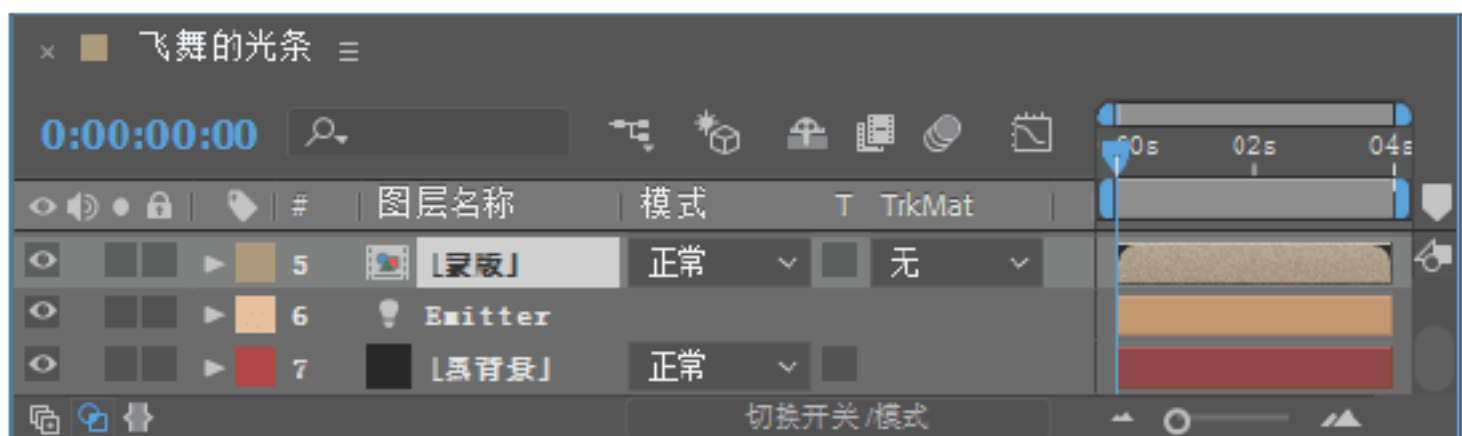 飞舞的光条
0:00:00:00
00s 02s 04s
# 图层名称 模式 T TrkMat
5 [蒙版] 正常 无
6 Emitter
7 [黑背景] 正常
切换开关/模式